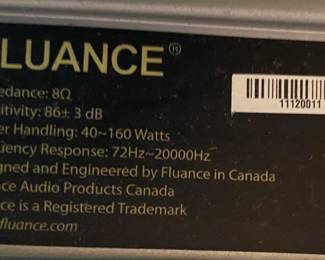 LUANCE®
edance: 8Ω
itivity: 86± 3 dB
er Handling: 40~160 Watts
uency Response: 72Hz~20000Hz
gned and Engineered by Fluance in Canada
ce Audio Products Canada
ce is a Registered Trademark
fluance.com
11120011